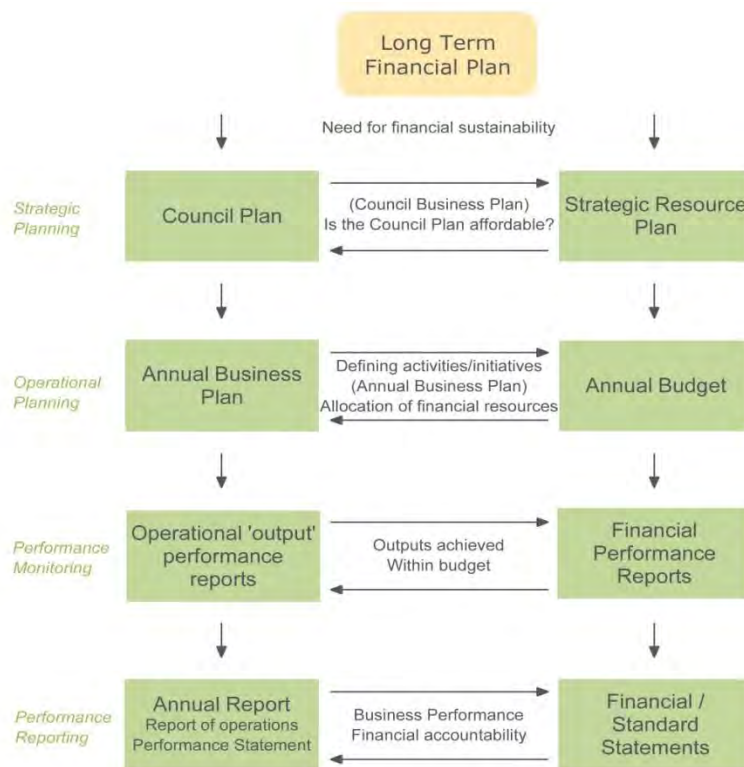 Long Term
Financial Plan
Need for financial sustainability
Strategic
Planning
Council Plan
(Council Business Plan)
Is the Council Plan affordable?
Strategic Resource
Plan
Operational
Planning
Annual Business
Plan
Defining activities/initiatives
(Annual Business Plan)
Allocation of financial resources
Annual Budget
Performance
Monitoring
Operational 'output'
performance
reports
Outputs achieved
Within budget
Financial
Performance
Reports
Performance
Reporting
Annual Report
Report of operations
Performance Statement
Business Performance
Financial accountability
Financial /
Standard
Statements